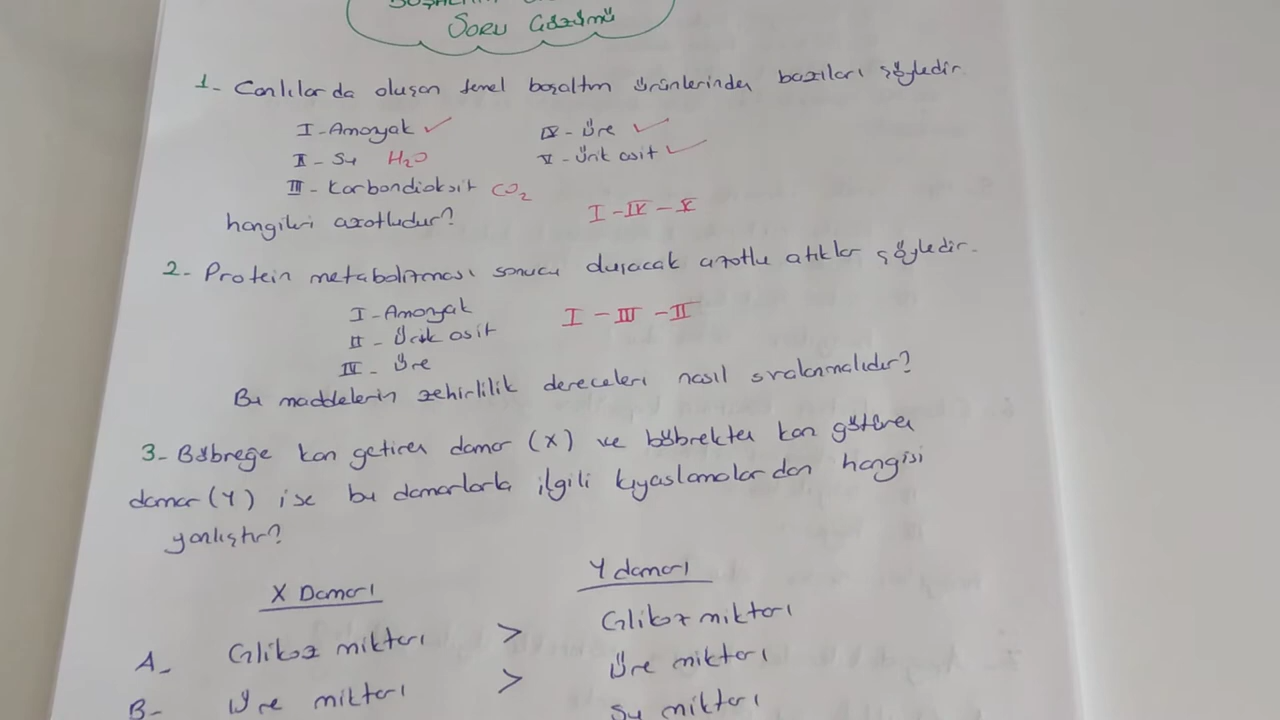 Soru Çözümü
1- Canlılarda oluşan temel boşaltım ürünlerinden bazıları şöyledir.
I-Amonyak ✓ IV- Üre ✓
II- Su H₂O V- Ürik asit ✓
III- Karbondioksit CO₂
hangileri azotludur? I-IV-V
2- Protein metabolizması sonucu oluşacak azotlu atıklar şöyledir.
I-Amonyak I-III-II
II- Ürik asit
III- Üre
Bu maddelerin zehirlilik dereceleri nasıl sıralanmalıdır?
3- Böbreğe kan getiren damar (X) ve böbrekten kan götüren
damar (Y) ise bu damarlarla ilgili kıyaslamalardan hangisi
yanlıştır?
X Damarı Y damarı
A- Glikoz miktarı > Glikoz miktarı
B- Üre miktarı > Üre miktarı
Su miktarı